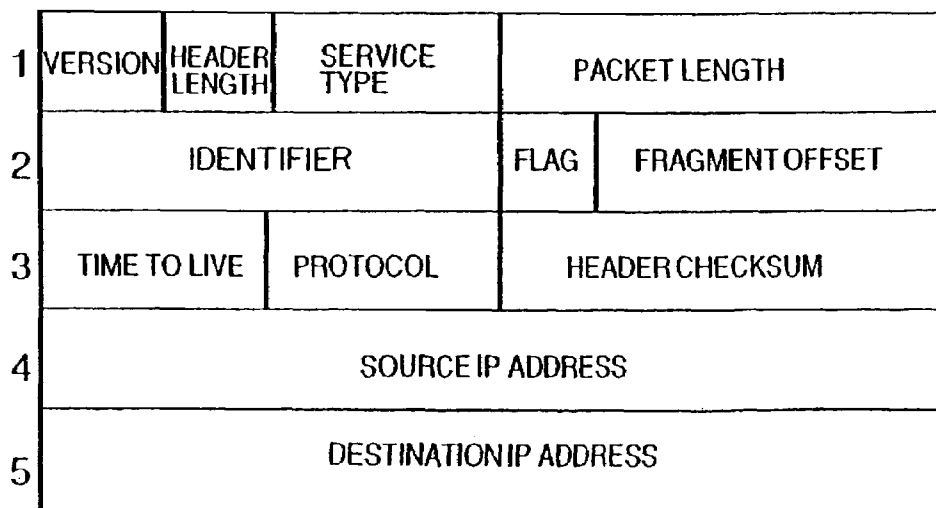 1
VERSION
HEADER
LENGTH
SERVICE
TYPE
PACKET LENGTH
2
IDENTIFIER
FLAG
FRAGMENT OFFSET
3
TIME TO LIVE
PROTOCOL
HEADER CHECKSUM
4
SOURCE IP ADDRESS
5
DESTINATION IP ADDRESS